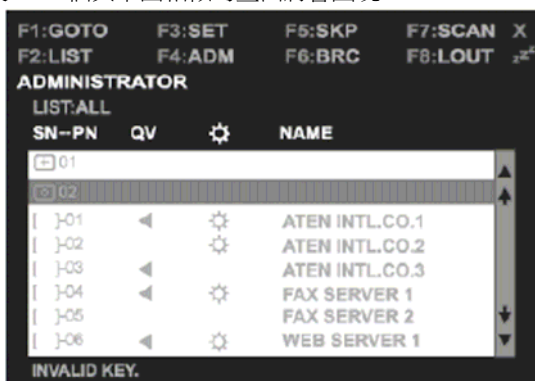 F1:GOTO F3:SET F5:SKP F7:SCAN X
F2:LIST F4:ADM F6:BRC F8:LOUT zZZ
ADMINISTRATOR
LIST:ALL
SN--PN QV NAME
01
02
[ ]-01 ATEN INTL.CO.1
[ ]-02 ATEN INTL.CO.2
[ ]-03 ATEN INTL.CO.3
[ ]-04 FAX SERVER 1
[ ]-05 FAX SERVER 2
[ ]-06 WEB SERVER 1
INVALID KEY.